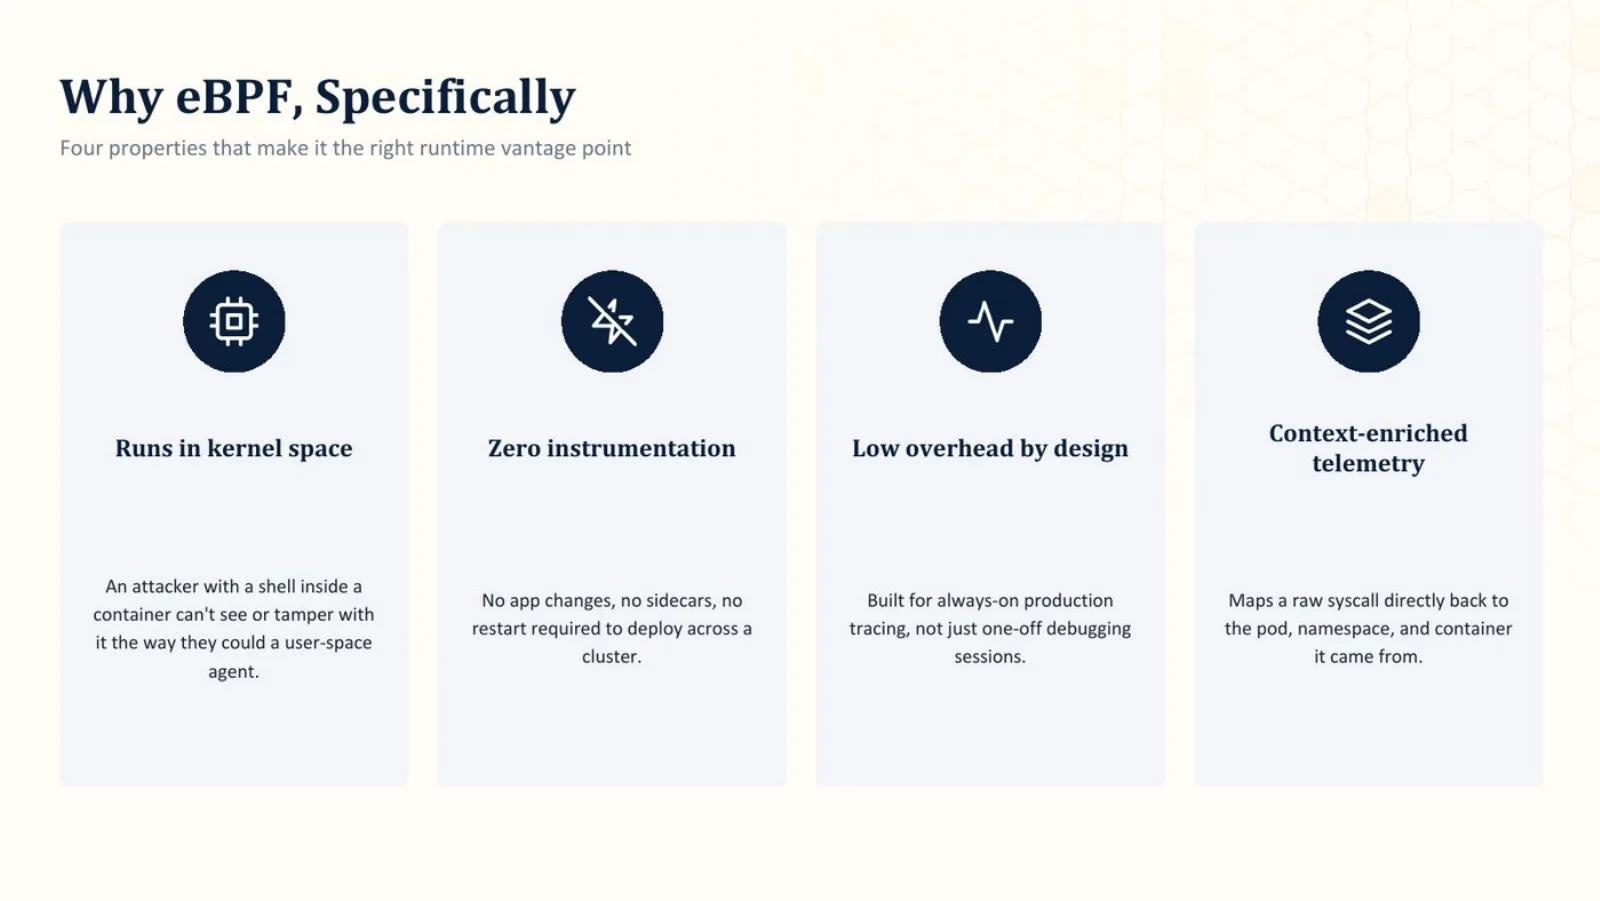 Why eBPF, Specifically
Four properties that make it the right runtime vantage point
Runs in kernel space
An attacker with a shell inside a
container can't see or tamper with
it the way they could a user-space
agent.
Zero instrumentation
No app changes, no sidecars, no
restart required to deploy across a
cluster.
Low overhead by design
Built for always-on production
tracing, not just one-off debugging
sessions.
Context-enriched
telemetry
Maps a raw syscall directly back to
the pod, namespace, and container
it came from.